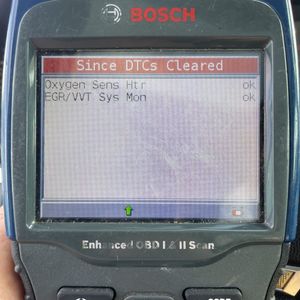 BOSCH
Since DTCs Cleared
Oxygen Sens Htr ok
EGR/VVT Sys Mon ok
Enhanced OBD I & II Scan